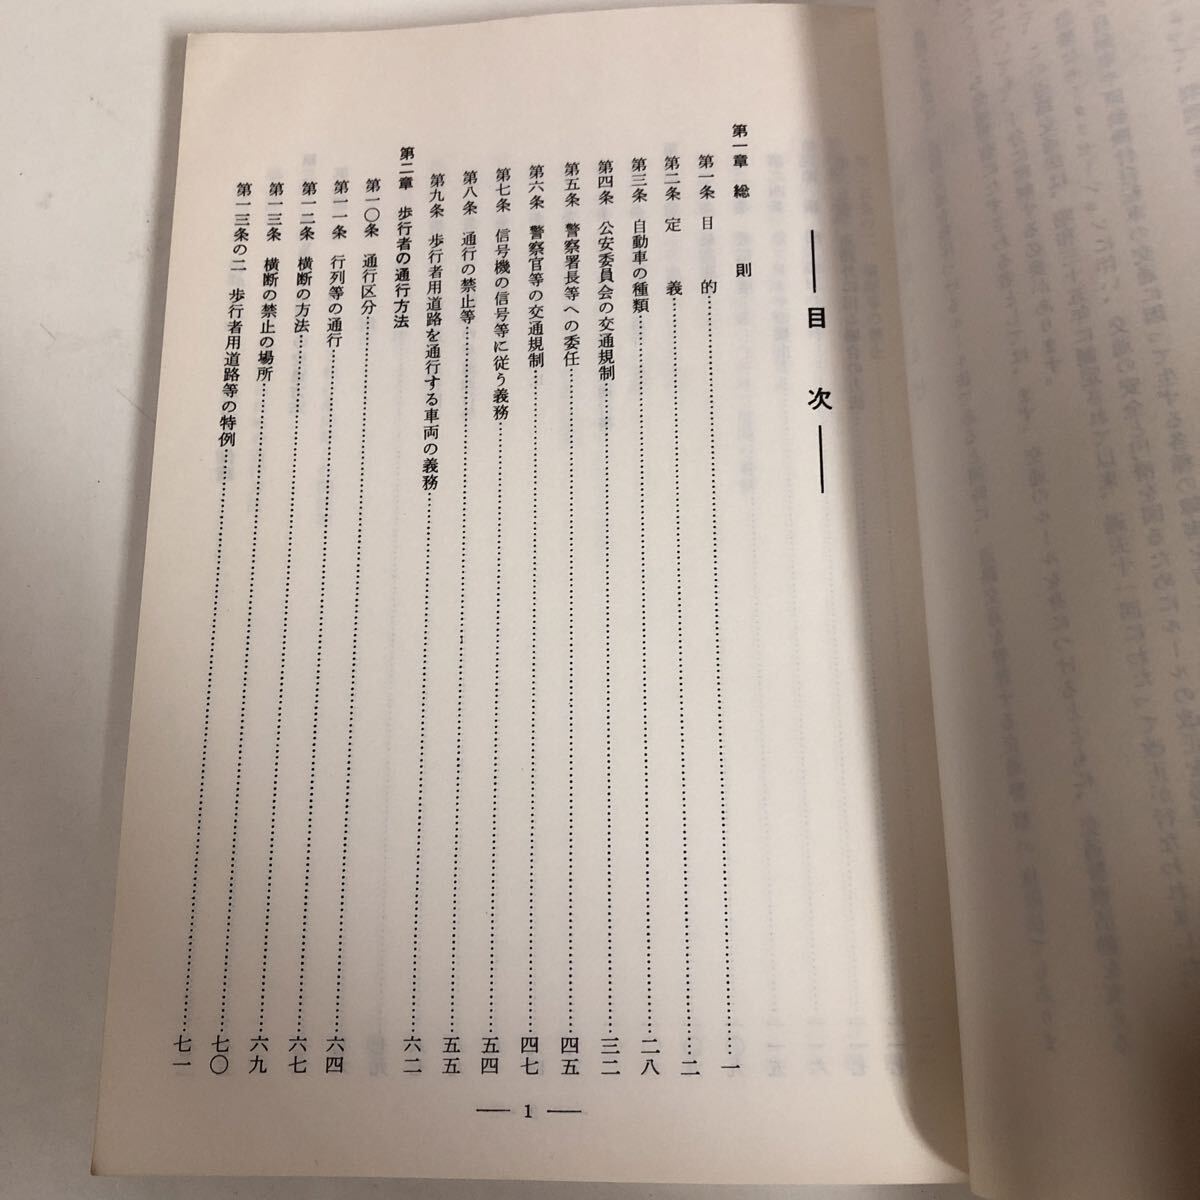 ―― 目次 ――
第一章 総則
第一条 目的……一
第二条 定義……二
第三条 自動車の種類……二八
第四条 公安委員会の交通規制……三二
第五条 警察署長等への委任……四五
第六条 警察官等の交通規制……四七
第七条 信号機の信号等に従う義務……五四
第八条 通行の禁止等……五五
第九条 歩行者用道路を通行する車両の義務……六二
第二章 歩行者の通行方法
第一〇条 通行区分……六四
第一一条 行列等の通行……六七
第一二条 横断の方法……六九
第一三条 横断の禁止の場所……七〇
第一三条の二 歩行者用道路等の特例……七一
― 1 ―